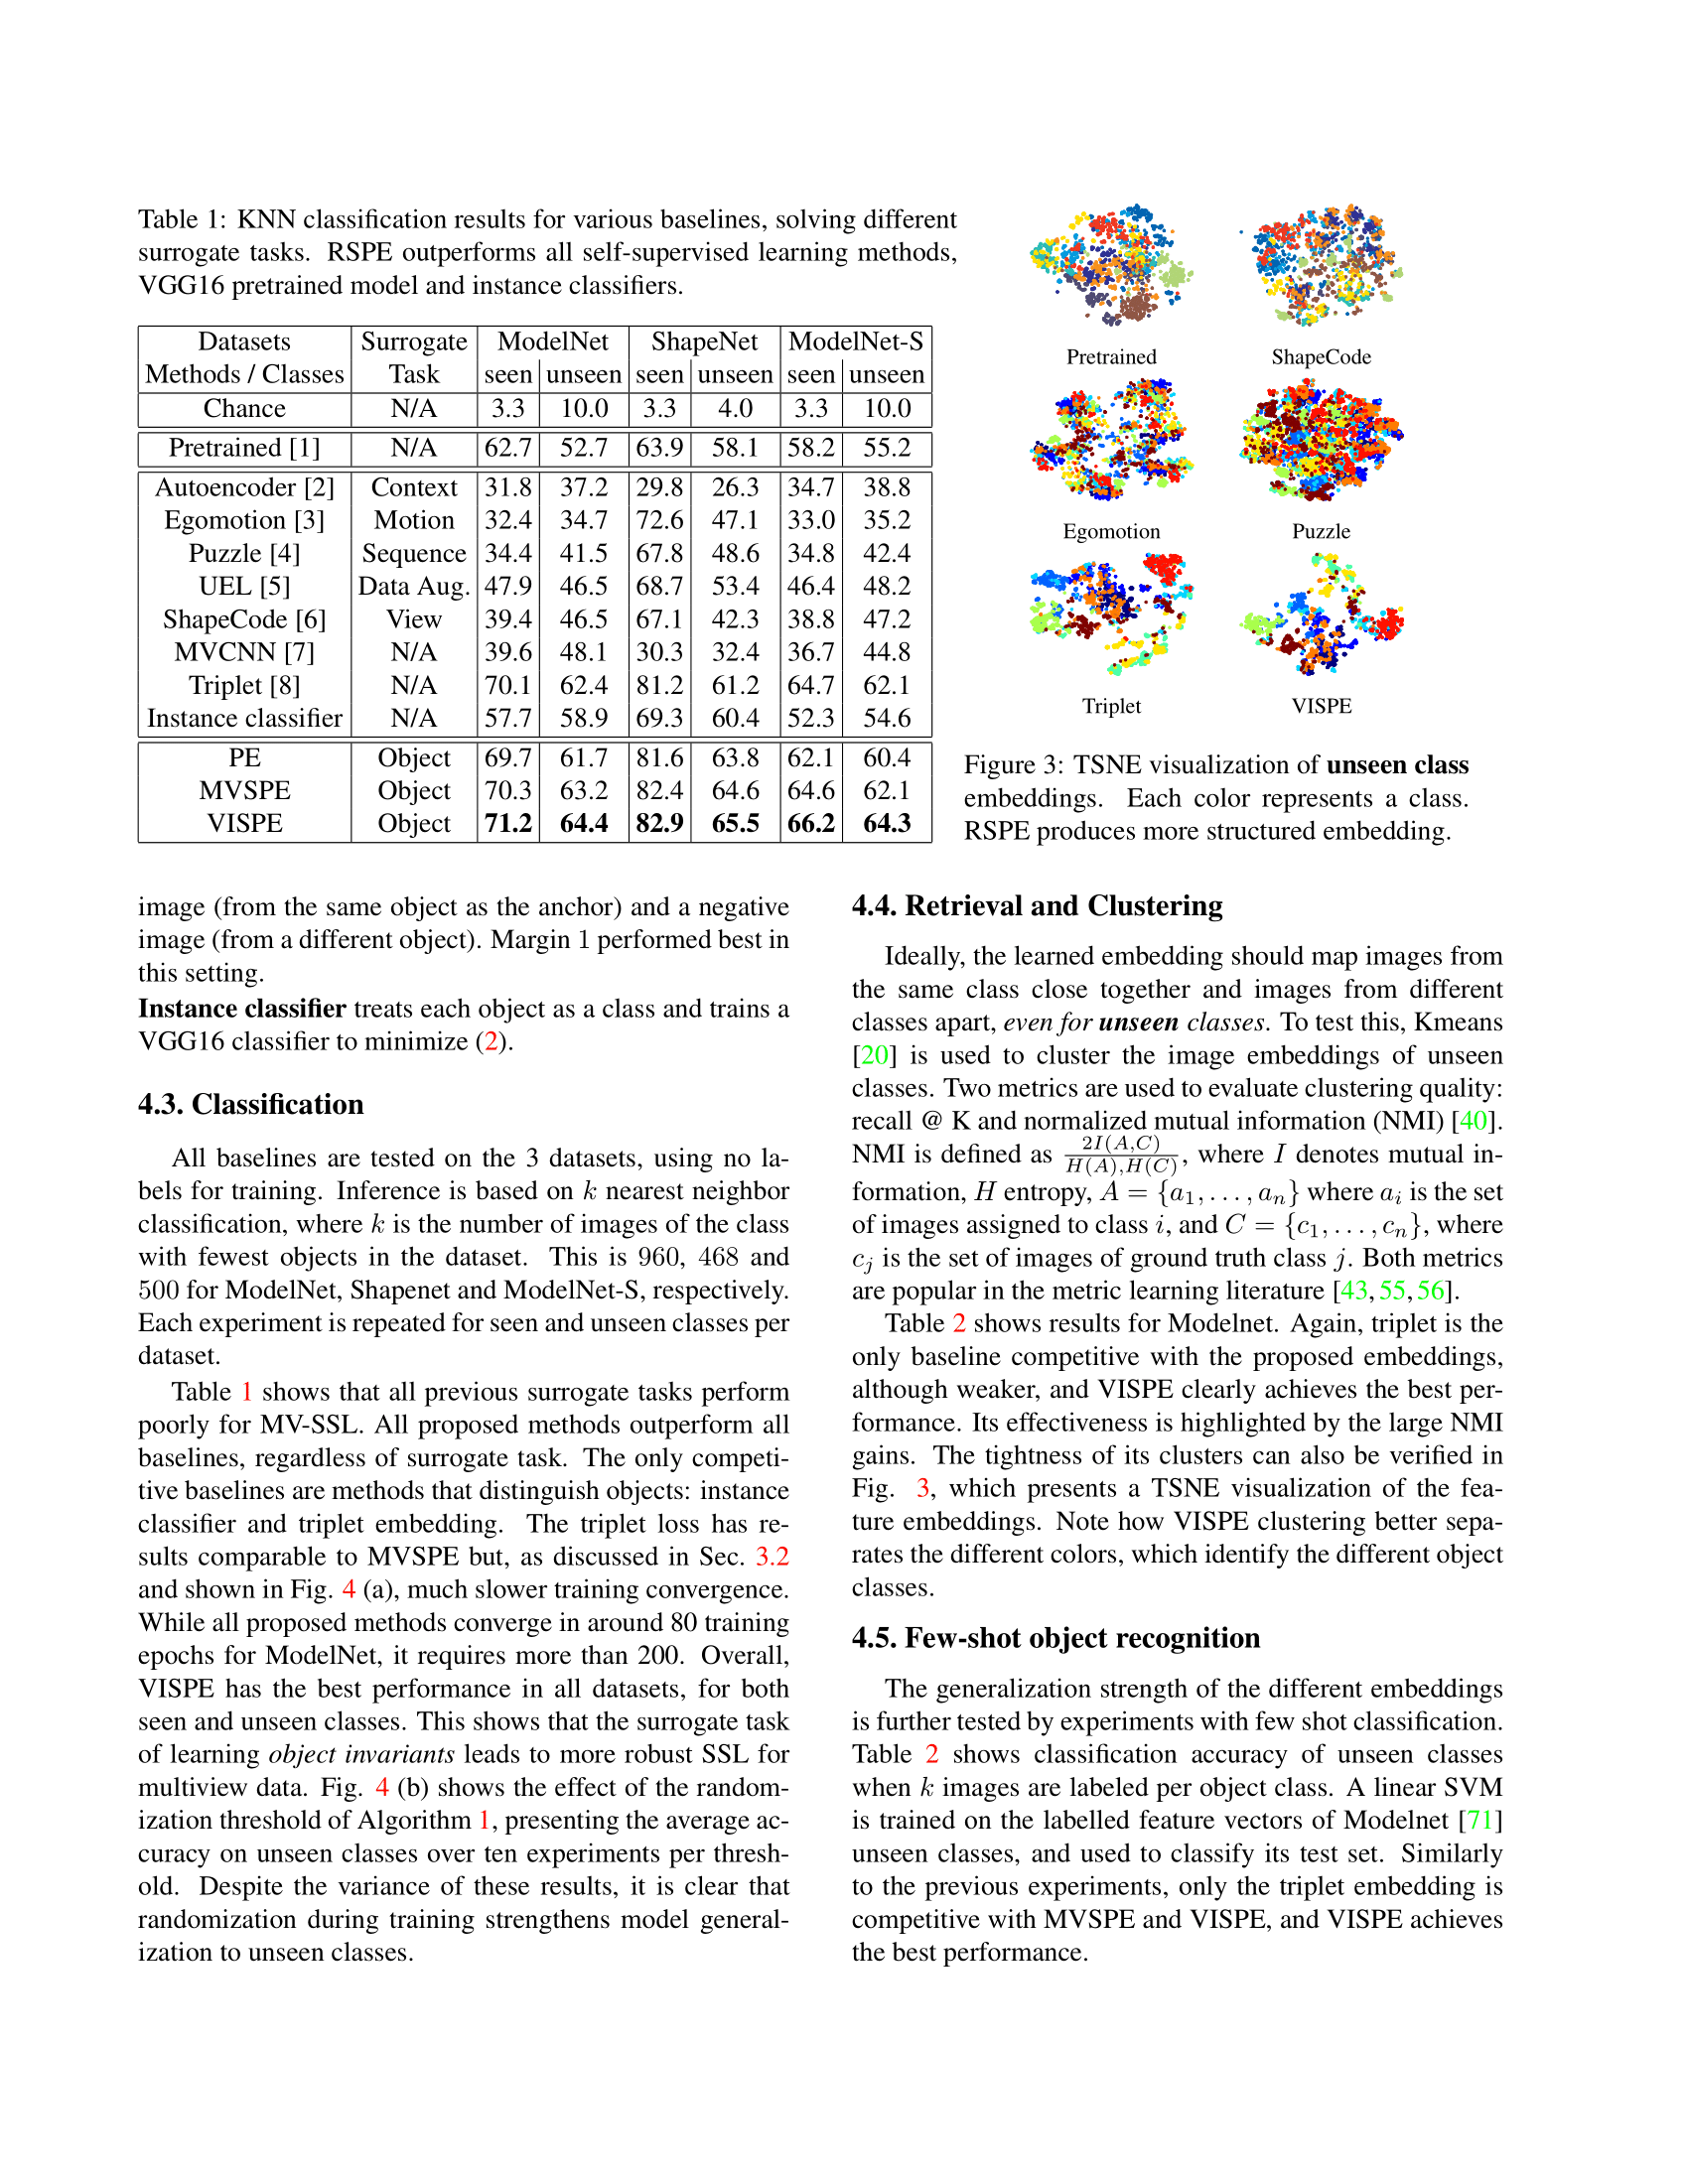 Table 1: KNN classification results for various baselines, solving different
surrogate tasks. RSPE outperforms all self-supervised learning methods,
VGG16 pretrained model and instance classifiers.
Datasets Surrogate ModelNet ShapeNet ModelNet-S
Methods / Classes Task seen unseen seen unseen seen unseen
Chance N/A 3.3 10.0 3.3 4.0 3.3 10.0
Pretrained [1] N/A 62.7 52.7 63.9 58.1 58.2 55.2
Autoencoder [2] Context 31.8 37.2 29.8 26.3 34.7 38.8
Egomotion [3] Motion 32.4 34.7 72.6 47.1 33.0 35.2
Puzzle [4] Sequence 34.4 41.5 67.8 48.6 34.8 42.4
UEL [5] Data Aug. 47.9 46.5 68.7 53.4 46.4 48.2
ShapeCode [6] View 39.4 46.5 67.1 42.3 38.8 47.2
MVCNN [7] N/A 39.6 48.1 30.3 32.4 36.7 44.8
Triplet [8] N/A 70.1 62.4 81.2 61.2 64.7 62.1
Instance classifier N/A 57.7 58.9 69.3 60.4 52.3 54.6
PE Object 69.7 61.7 81.6 63.8 62.1 60.4
MVSPE Object 70.3 63.2 82.4 64.6 64.6 62.1
VISPE Object 71.2 64.4 82.9 65.5 66.2 64.3
Pretrained ShapeCode
Egomotion Puzzle
Triplet VISPE
Figure 3: TSNE visualization of unseen class
embeddings. Each color represents a class.
RSPE produces more structured embedding.
image (from the same object as the anchor) and a negative
image (from a different object). Margin 1 performed best in
this setting.
Instance classifier treats each object as a class and trains a
VGG16 classifier to minimize (2).
4.3. Classification
All baselines are tested on the 3 datasets, using no la-
bels for training. Inference is based on k nearest neighbor
classification, where k is the number of images of the class
with fewest objects in the dataset. This is 960, 468 and
500 for ModelNet, Shapenet and ModelNet-S, respectively.
Each experiment is repeated for seen and unseen classes per
dataset.
Table 1 shows that all previous surrogate tasks perform
poorly for MV-SSL. All proposed methods outperform all
baselines, regardless of surrogate task. The only competi-
tive baselines are methods that distinguish objects: instance
classifier and triplet embedding. The triplet loss has re-
sults comparable to MVSPE but, as discussed in Sec. 3.2
and shown in Fig. 4 (a), much slower training convergence.
While all proposed methods converge in around 80 training
epochs for ModelNet, it requires more than 200. Overall,
VISPE has the best performance in all datasets, for both
seen and unseen classes. This shows that the surrogate task
of learning object invariants leads to more robust SSL for
multiview data. Fig. 4 (b) shows the effect of the random-
ization threshold of Algorithm 1, presenting the average ac-
curacy on unseen classes over ten experiments per thresh-
old. Despite the variance of these results, it is clear that
randomization during training strengthens model general-
ization to unseen classes.
4.4. Retrieval and Clustering
Ideally, the learned embedding should map images from
the same class close together and images from different
classes apart, even for unseen classes. To test this, Kmeans
[20] is used to cluster the image embeddings of unseen
classes. Two metrics are used to evaluate clustering quality:
recall @ K and normalized mutual information (NMI) [40].
NMI is defined as 2I(A,C) / H(A),H(C), where I denotes mutual in-
formation, H entropy, A = {a1, . . . , an} where ai is the set
of images assigned to class i, and C = {c1, . . . , cn}, where
cj is the set of images of ground truth class j. Both metrics
are popular in the metric learning literature [43, 55, 56].
Table 2 shows results for Modelnet. Again, triplet is the
only baseline competitive with the proposed embeddings,
although weaker, and VISPE clearly achieves the best per-
formance. Its effectiveness is highlighted by the large NMI
gains. The tightness of its clusters can also be verified in
Fig. 3, which presents a TSNE visualization of the fea-
ture embeddings. Note how VISPE clustering better sepa-
rates the different colors, which identify the different object
classes.
4.5. Few-shot object recognition
The generalization strength of the different embeddings
is further tested by experiments with few shot classification.
Table 2 shows classification accuracy of unseen classes
when k images are labeled per object class. A linear SVM
is trained on the labelled feature vectors of Modelnet [71]
unseen classes, and used to classify its test set. Similarly
to the previous experiments, only the triplet embedding is
competitive with MVSPE and VISPE, and VISPE achieves
the best performance.